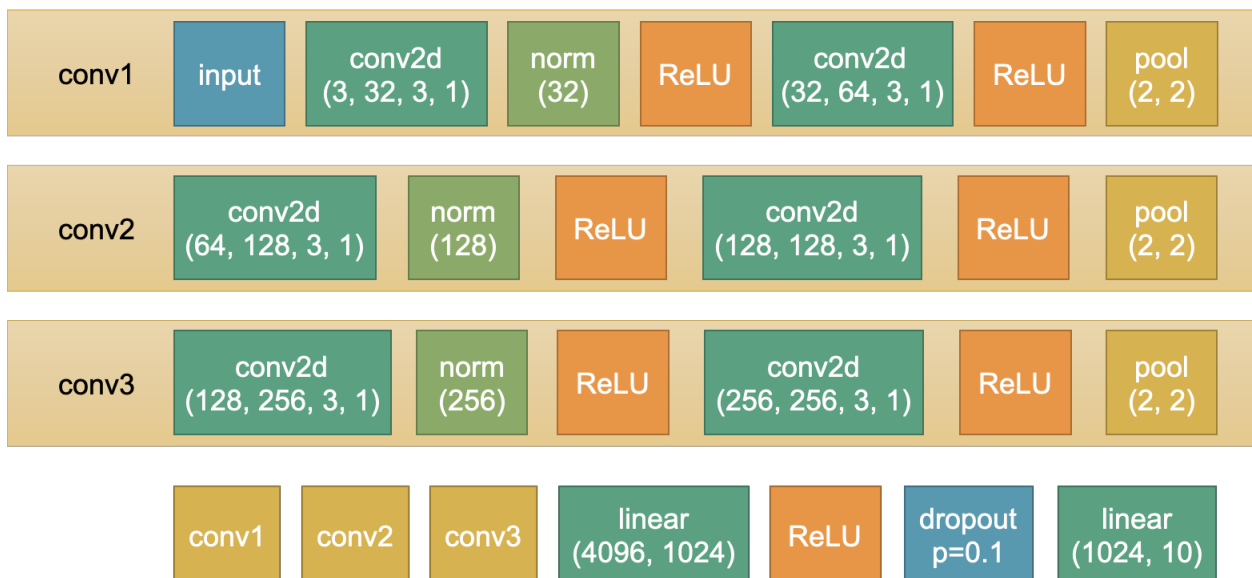 conv1
input
conv2d
(3, 32, 3, 1)
norm
(32)
ReLU
conv2d
(32, 64, 3, 1)
ReLU
pool
(2, 2)
conv2
conv2d
(64, 128, 3, 1)
norm
(128)
ReLU
conv2d
(128, 128, 3, 1)
ReLU
pool
(2, 2)
conv3
conv2d
(128, 256, 3, 1)
norm
(256)
ReLU
conv2d
(256, 256, 3, 1)
ReLU
pool
(2, 2)
conv1
conv2
conv3
linear
(4096, 1024)
ReLU
dropout
p=0.1
linear
(1024, 10)